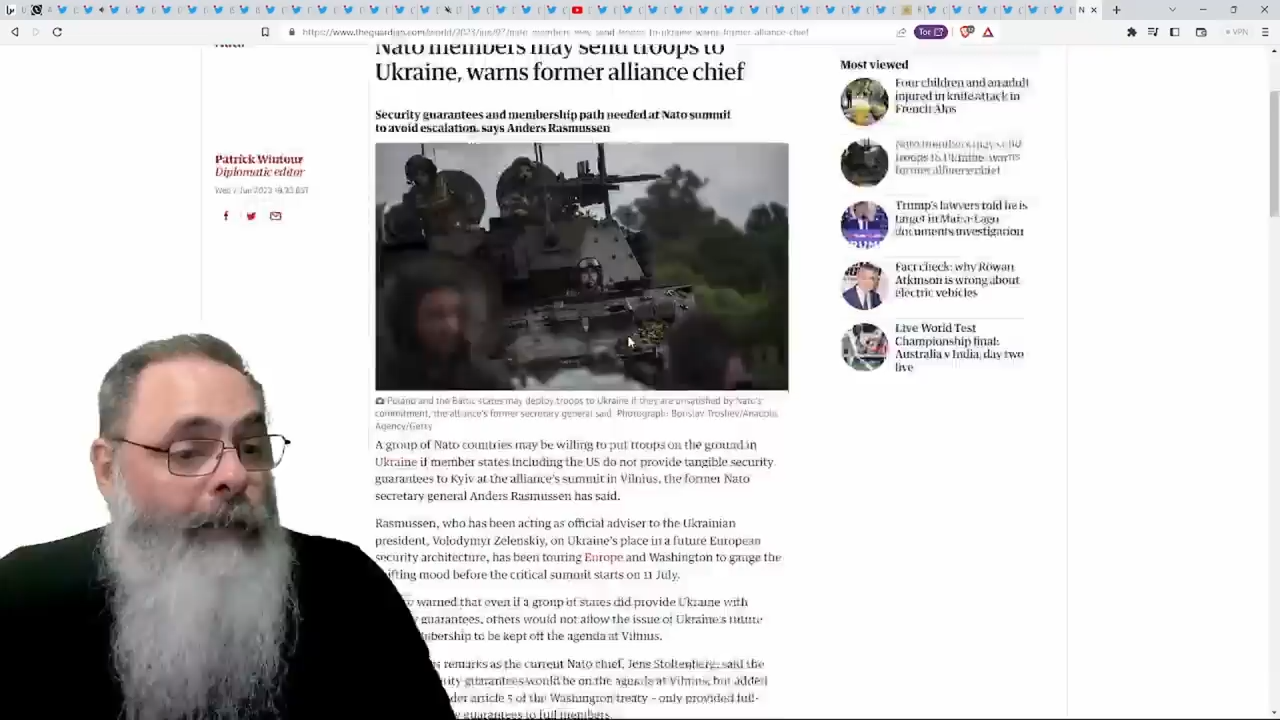 https://www.theguardian.com/world/2023/jun/07/nato-members-may-send-troops-to-ukraine-warns-former-alliance-chief
Tor
VPN
Nato members may send troops to
Ukraine, warns former alliance chief
Security guarantees and membership path needed at Nato summit
to avoid escalation, says Anders Rasmussen
Patrick Wintour
Diplomatic editor
Wed 7 Jun 2023
Poland and the Baltic states may deploy troops to Ukraine if they are unsatisfied by Nato's
commitment, the alliance's former secretary general said. Photograph: Borislav Troshev/Anadolu
Agency/Getty
A group of Nato countries may be willing to put troops on the ground in
Ukraine if member states including the US do not provide tangible security
guarantees to Kyiv at the alliance's summit in Vilnius, the former Nato
secretary general Anders Rasmussen has said.
Rasmussen, who has been acting as official adviser to the Ukrainian
president, Volodymyr Zelenskiy, on Ukraine's place in a future European
security architecture, has been touring Europe and Washington to gauge the
shifting mood before the critical summit starts on 11 July.
warned that even if a group of states did provide Ukraine with
guarantees, others would not allow the issue of Ukraine's future
membership to be kept off the agenda at Vilnius.
remarks as the current Nato chief, Jens Stoltenberg, said the
guarantees would be on the agenda at Vilnius, but added
under article 5 of the Washington treaty – only provided full-
guarantees to full members.
Most viewed
Four children and an adult
injured in knife attack in
French Alps
Nato members may send
troops to Ukraine, warns
former alliance chief
Trump's lawyers told he is
target in Mar-a-Lago
documents investigation
Fact check: why Rowan
Atkinson is wrong about
electric vehicles
Live World Test
Championship final:
Australia v India, day two
live